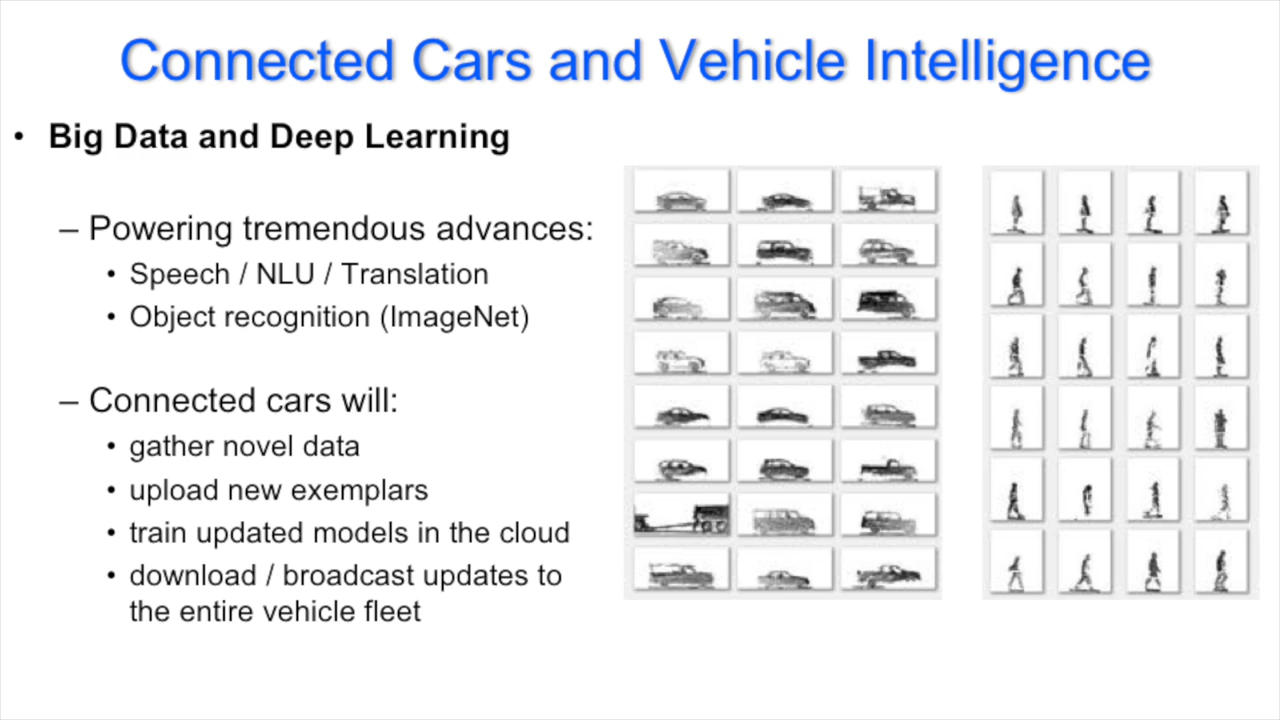 Connected Cars and Vehicle Intelligence
• Big Data and Deep Learning
– Powering tremendous advances:
• Speech / NLU / Translation
• Object recognition (ImageNet)
– Connected cars will:
• gather novel data
• upload new exemplars
• train updated models in the cloud
• download / broadcast updates to
the entire vehicle fleet